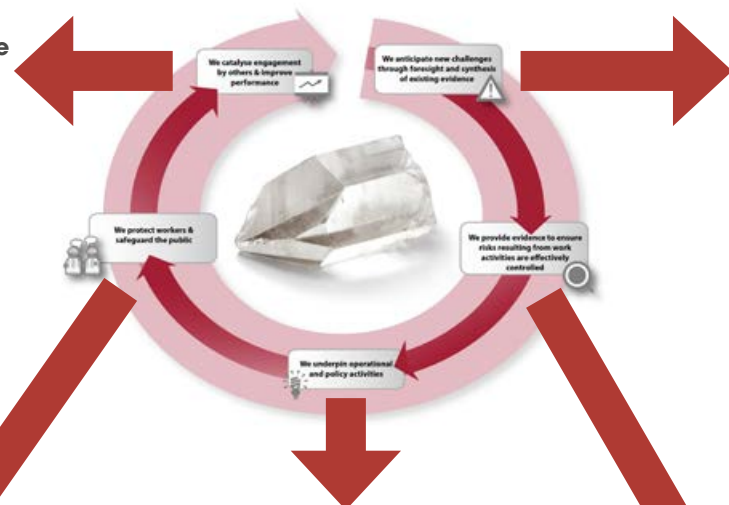 e
We catalyse engagement
by others & improve
performance
We anticipate new challenges
through foresight and synthesis
of existing evidence
We protect workers &
safeguard the public
We provide evidence to ensure
risks resulting from work
activities are effectively
controlled
We underpin operational
and policy activities